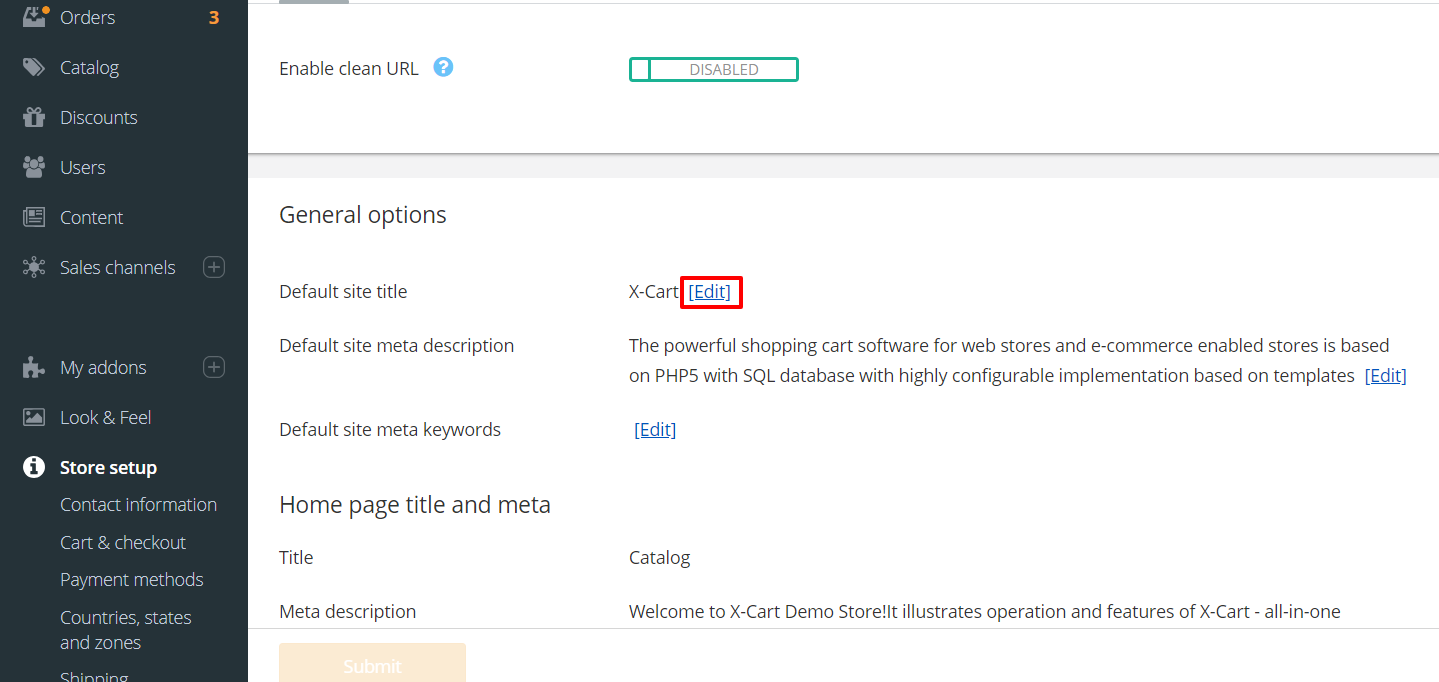 Orders 3
Catalog
Discounts
Users
Content
Sales channels
My addons
Look & Feel
Store setup
Contact information
Cart & checkout
Payment methods
Countries, states
and zones
Shipping
Enable clean URL ? DISABLED
General options
Default site title X-Cart [Edit]
Default site meta description The powerful shopping cart software for web stores and e-commerce enabled stores is based
on PHP5 with SQL database with highly configurable implementation based on templates [Edit]
Default site meta keywords [Edit]
Home page title and meta
Title Catalog
Meta description Welcome to X-Cart Demo Store!It illustrates operation and features of X-Cart - all-in-one
Submit